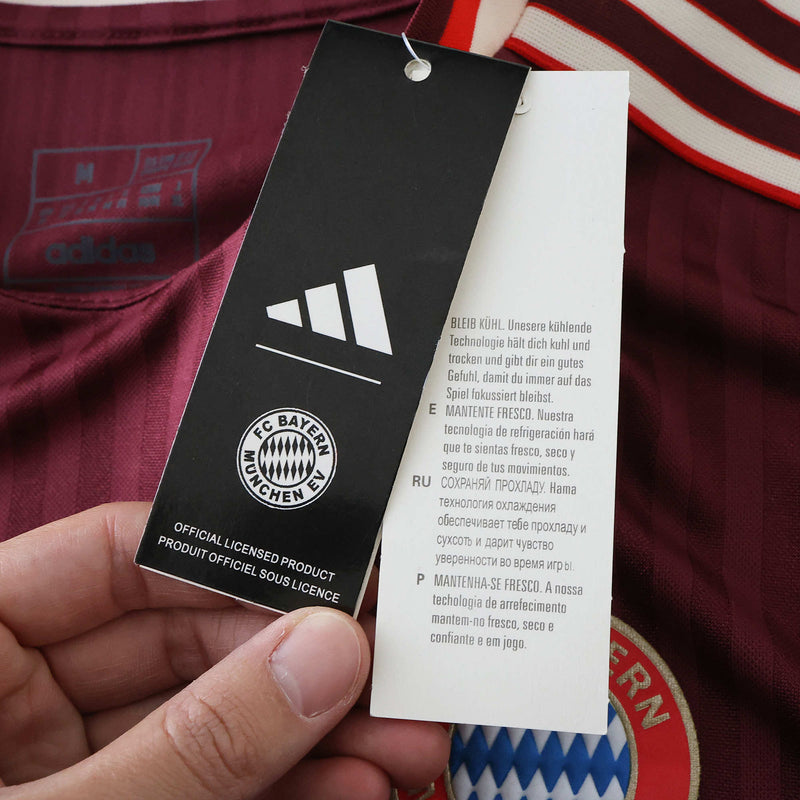 M
adidas
FC BAYERN
MÜNCHEN EV
OFFICIAL LICENSED PRODUCT
PRODUIT OFFICIEL SOUS LICENCE
BLEIB KÜHL. Unesere kühlende
Technologie hält dich kuhl und
trocken und gibt dir ein gutes
Gefuhl, damit du immer auf das
Spiel fokussiert bleibst.
E MANTENTE FRESCO. Nuestra
tecnologia de refrigeración hará
que te sientas fresco, seco y
seguro de tus movimientos.
RU СОХРАНЯЙ ПРОХЛАДУ. Hama
технология охлаждения
обеспечивает тебе прохладу и
сухсоть и дарит чувство
уверенности во время игры.
P MANTENHA-SE FRESCO. A nossa
techologia de arrefecimento
mantem-no fresco, seco e
confiante e em jogo.
ERN